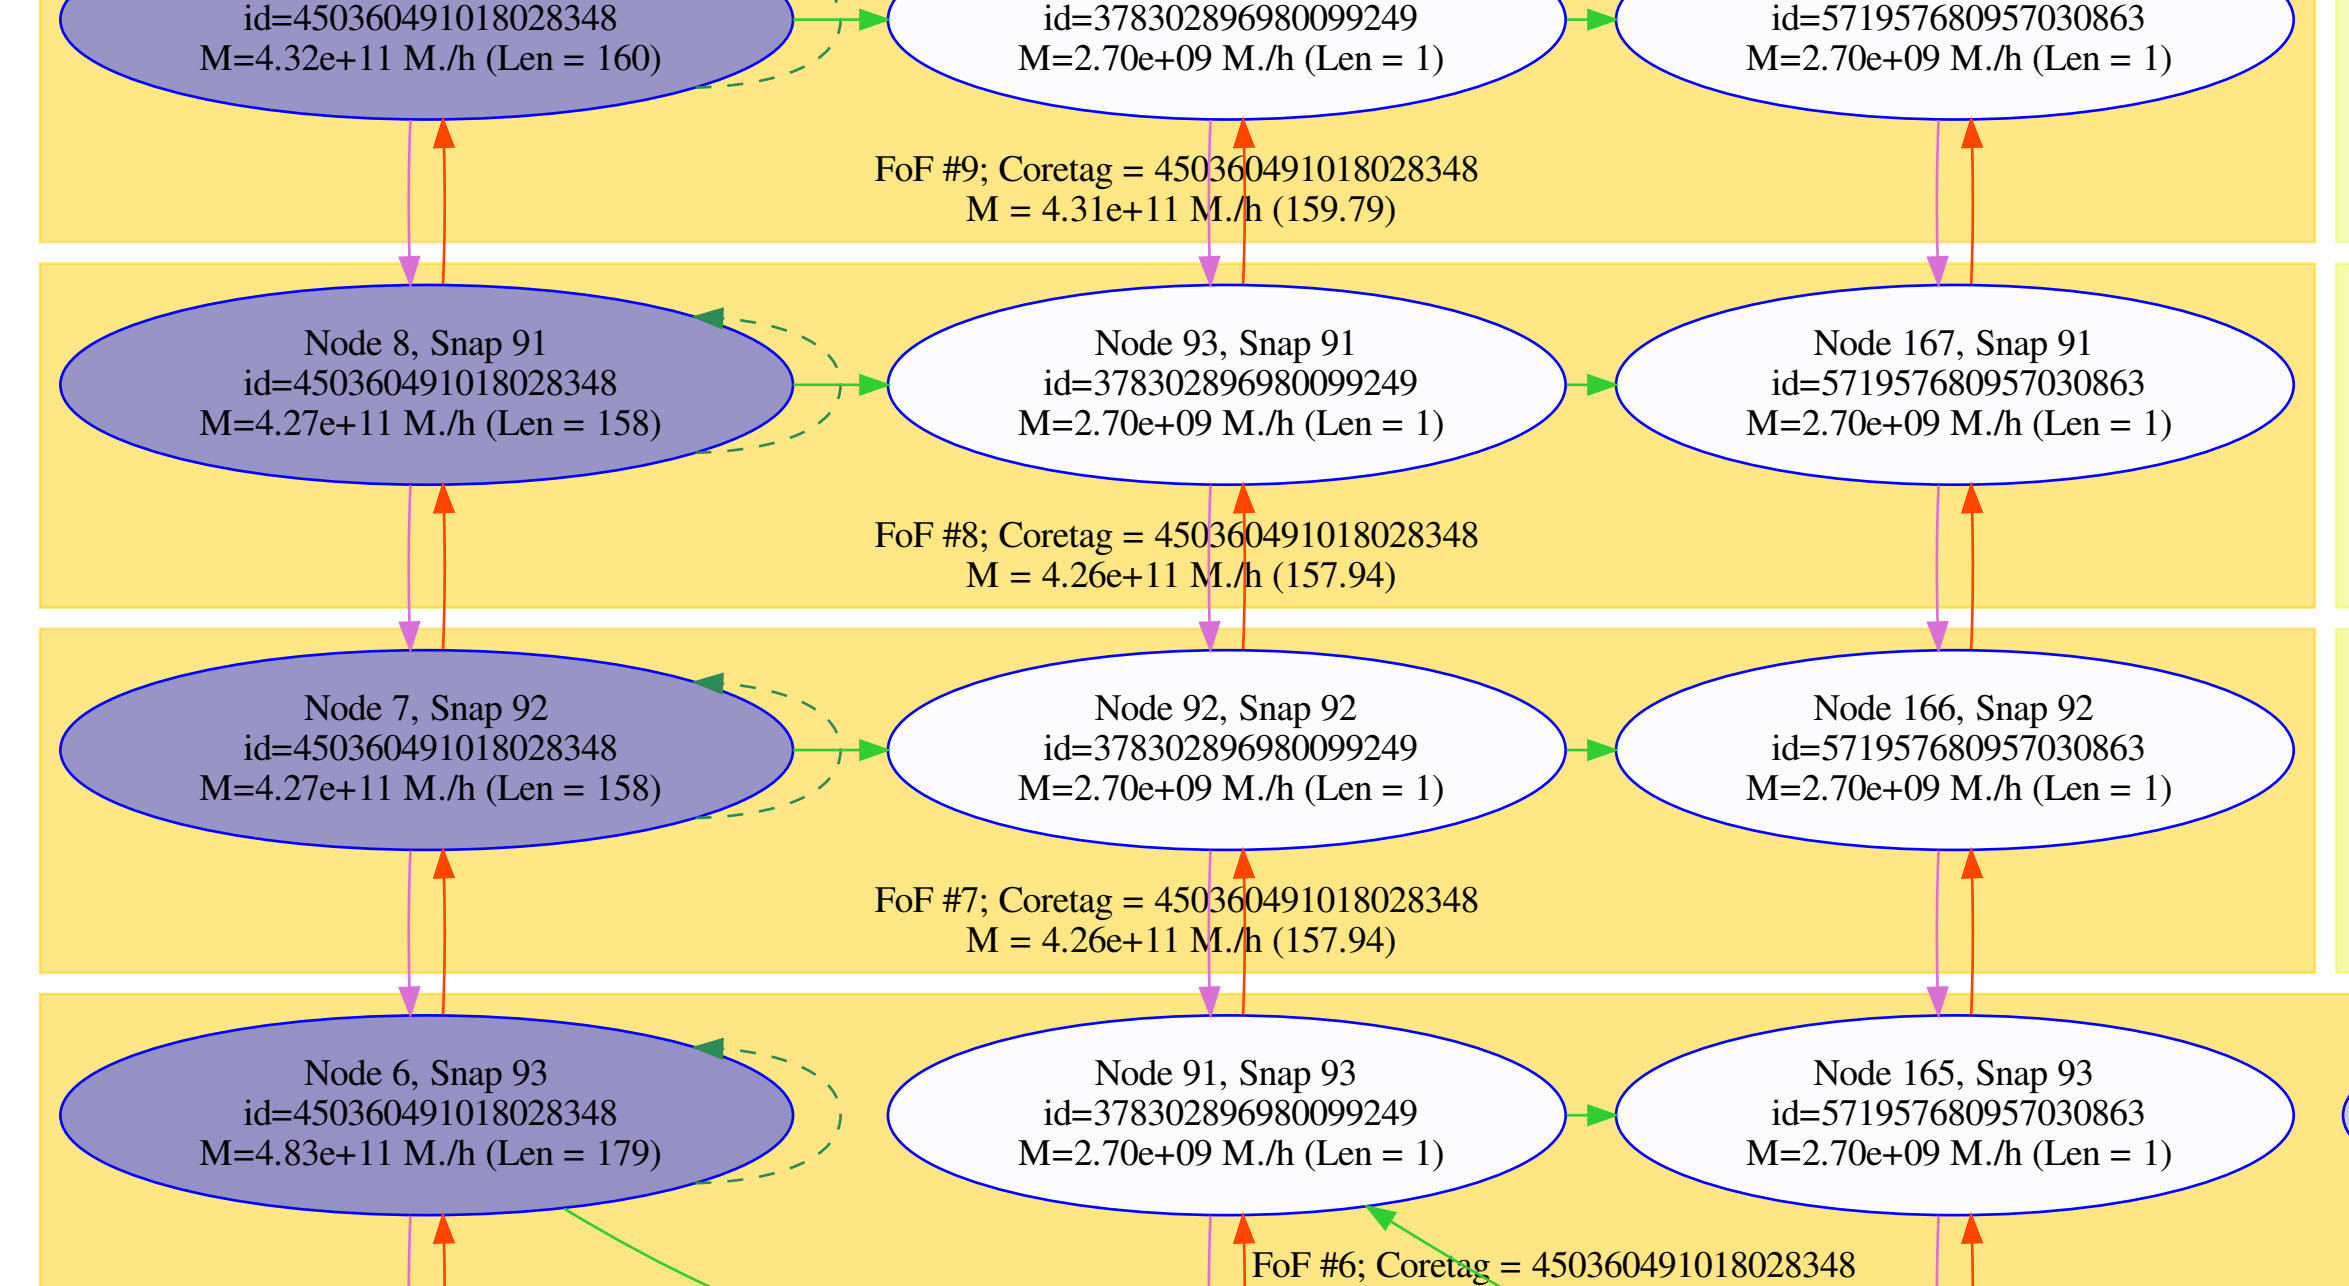 id=450360491018028348
M=4.32e+11 M./h (Len = 160)
id=378302896980099249
M=2.70e+09 M./h (Len = 1)
id=571957680957030863
M=2.70e+09 M./h (Len = 1)
FoF #9; Coretag = 450360491018028348
M = 4.31e+11 M./h (159.79)
Node 8, Snap 91
id=450360491018028348
M=4.27e+11 M./h (Len = 158)
Node 93, Snap 91
id=378302896980099249
M=2.70e+09 M./h (Len = 1)
Node 167, Snap 91
id=571957680957030863
M=2.70e+09 M./h (Len = 1)
FoF #8; Coretag = 450360491018028348
M = 4.26e+11 M./h (157.94)
Node 7, Snap 92
id=450360491018028348
M=4.27e+11 M./h (Len = 158)
Node 92, Snap 92
id=378302896980099249
M=2.70e+09 M./h (Len = 1)
Node 166, Snap 92
id=571957680957030863
M=2.70e+09 M./h (Len = 1)
FoF #7; Coretag = 450360491018028348
M = 4.26e+11 M./h (157.94)
Node 6, Snap 93
id=450360491018028348
M=4.83e+11 M./h (Len = 179)
Node 91, Snap 93
id=378302896980099249
M=2.70e+09 M./h (Len = 1)
Node 165, Snap 93
id=571957680957030863
M=2.70e+09 M./h (Len = 1)
FoF #6; Coretag = 450360491018028348